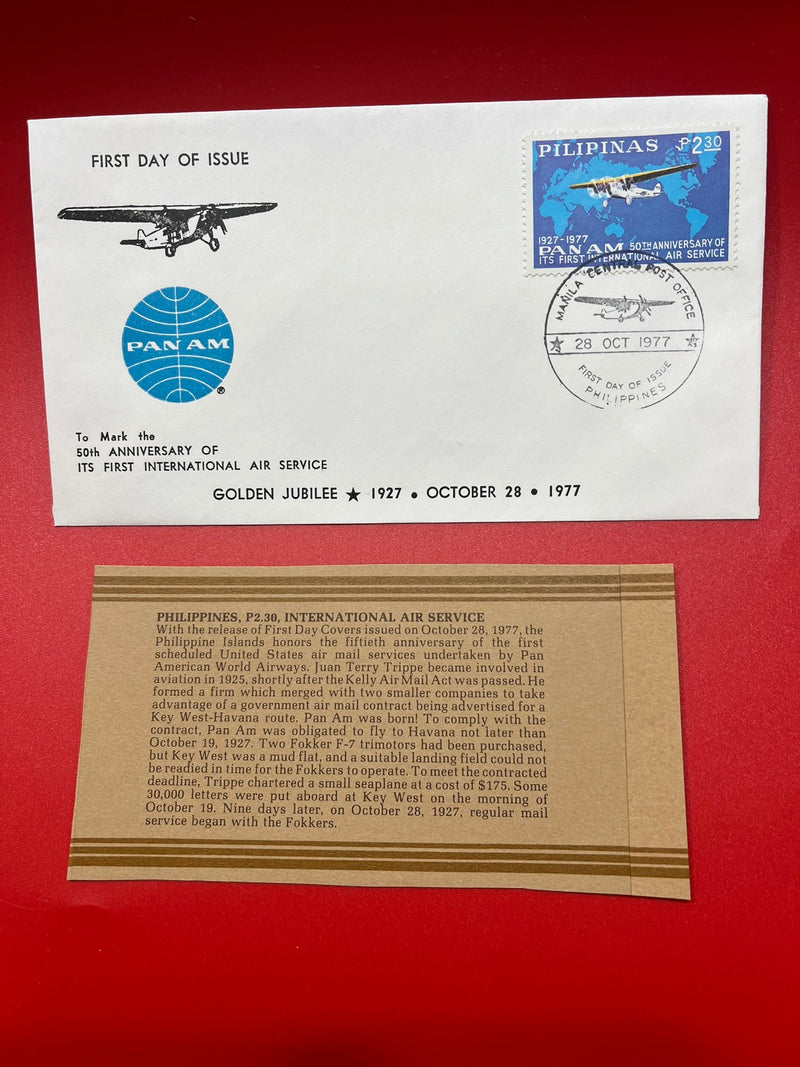 FIRST DAY OF ISSUE
PILIPINAS ₱2.30
1927-1977
PAN AM 50TH ANNIVERSARY OF
ITS FIRST INTERNATIONAL AIR SERVICE
MANILA CENTRAL POST OFFICE
28 OCT 1977
FIRST DAY OF ISSUE
PHILIPPINES
PAN AM
®
To Mark the
50th ANNIVERSARY OF
ITS FIRST INTERNATIONAL AIR SERVICE
GOLDEN JUBILEE ★ 1927 • OCTOBER 28 • 1977
PHILIPPINES, P2.30, INTERNATIONAL AIR SERVICE
With the release of First Day Covers issued on October 28, 1977, the
Philippine Islands honors the fiftieth anniversary of the first
scheduled United States air mail services undertaken by Pan
American World Airways. Juan Terry Trippe became involved in
aviation in 1925, shortly after the Kelly Air Mail Act was passed. He
formed a firm which merged with two smaller companies to take
advantage of a government air mail contract being advertised for a
Key West-Havana route. Pan Am was born! To comply with the
contract, Pan Am was obligated to fly to Havana not later than
October 19, 1927. Two Fokker F-7 trimotors had been purchased,
but Key West was a mud flat, and a suitable landing field could not
be readied in time for the Fokkers to operate. To meet the contracted
deadline, Trippe chartered a small seaplane at a cost of $175. Some
30,000 letters were put aboard at Key West on the morning of
October 19. Nine days later, on October 28, 1927, regular mail
service began with the Fokkers.